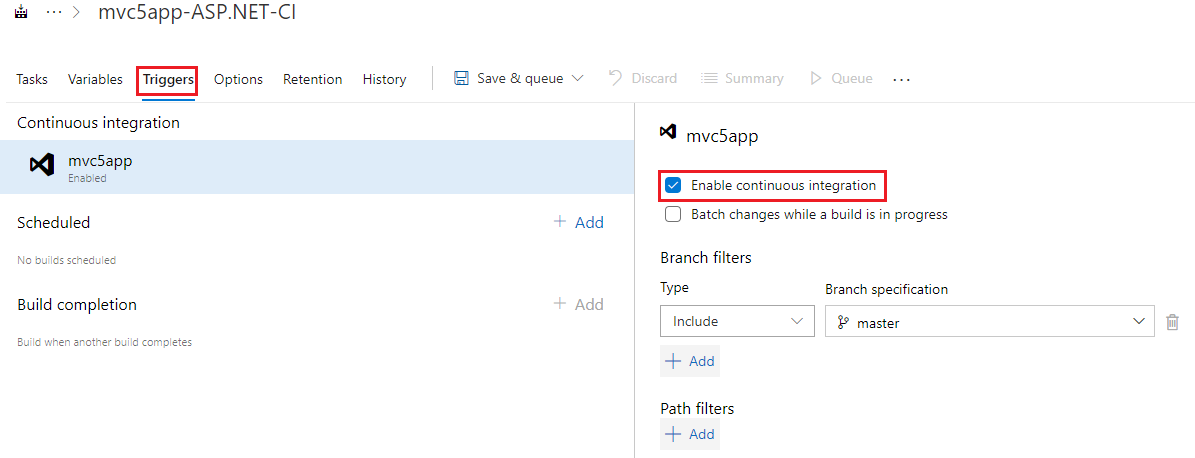 ··· > mvc5app-ASP.NET-CI
Tasks Variables Triggers Options Retention History Save & queue Discard Summary Queue ···
Continuous integration
mvc5app
Enabled
Scheduled + Add
No builds scheduled
Build completion + Add
Build when another build completes
mvc5app
Enable continuous integration
Batch changes while a build is in progress
Branch filters
Type Branch specification
Include master
+ Add
Path filters
+ Add